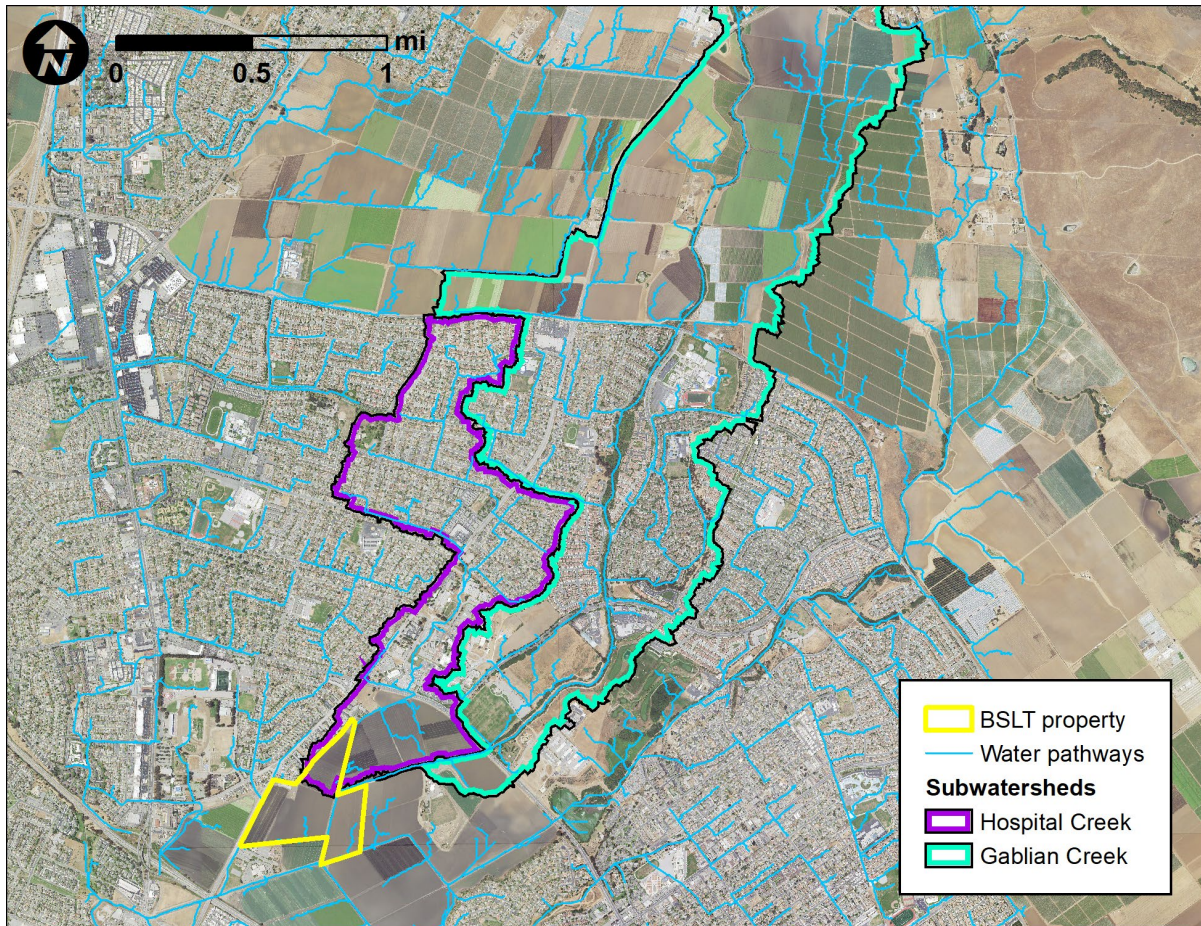 N
mi
0 0.5 1
BSLT property
Water pathways
Subwatersheds
Hospital Creek
Gablian Creek